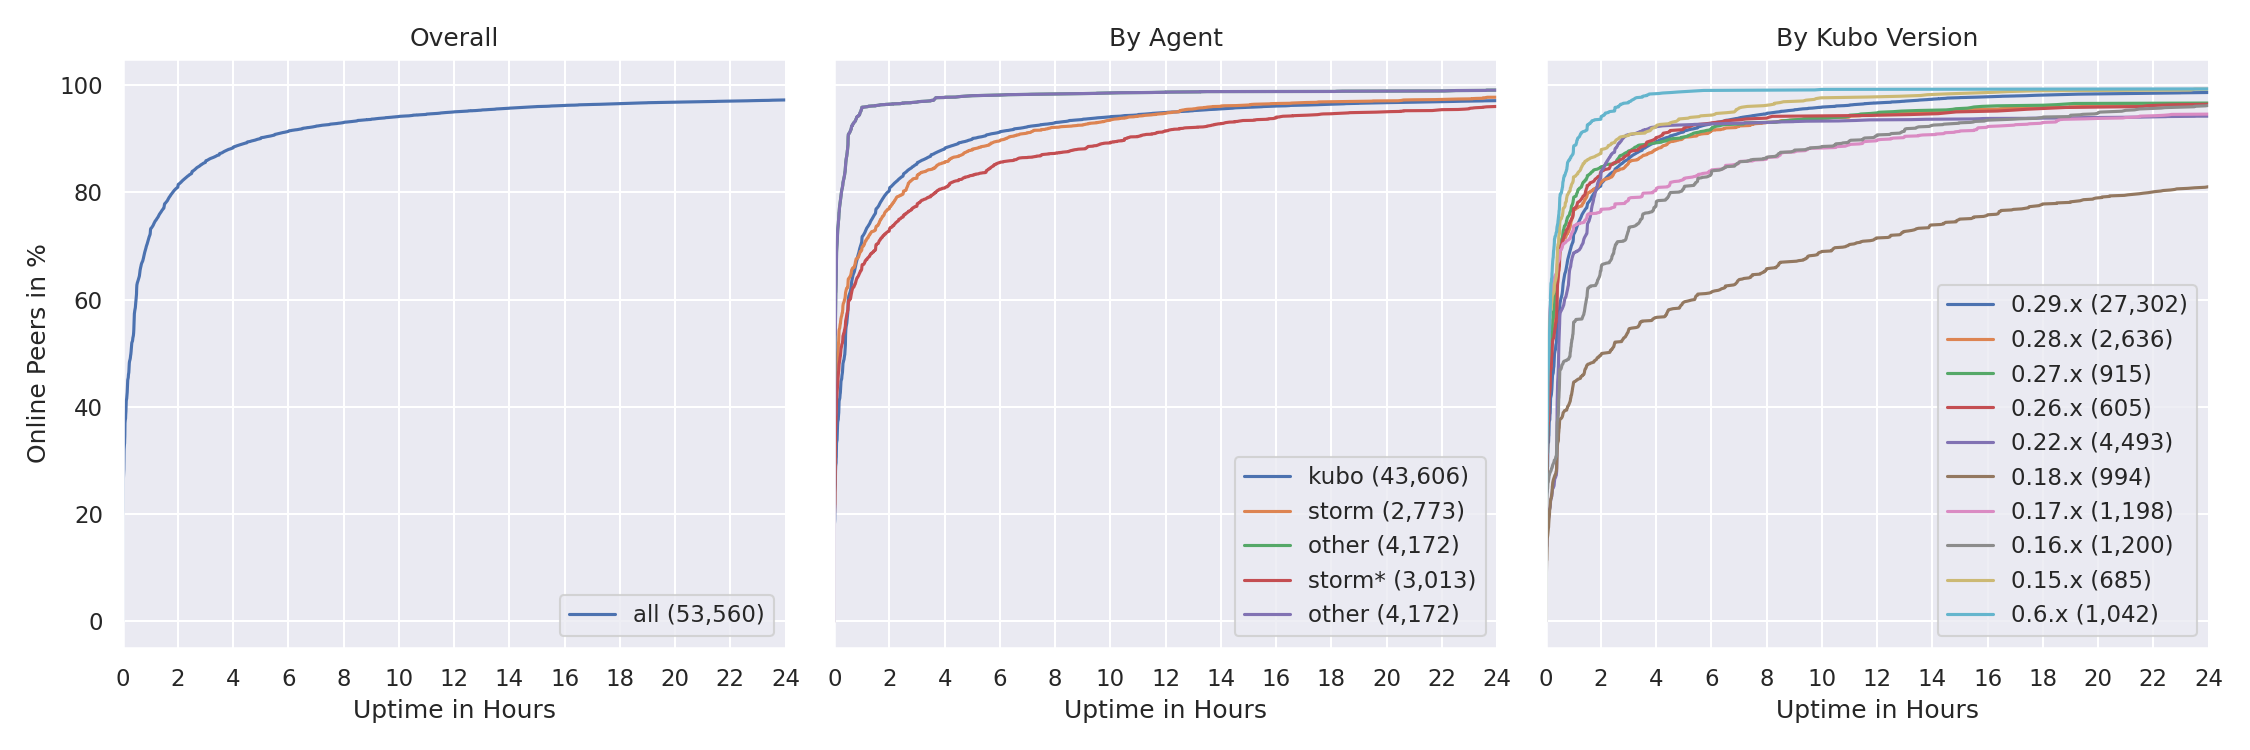 Overall
By Agent
By Kubo Version
Online Peers in %
100
80
60
40
20
0
all (53,560)
0 2 4 6 8 10 12 14 16 18 20 22 24
Uptime in Hours
kubo (43,606)
storm (2,773)
other (4,172)
storm* (3,013)
other (4,172)
0 2 4 6 8 10 12 14 16 18 20 22 24
Uptime in Hours
0.29.x (27,302)
0.28.x (2,636)
0.27.x (915)
0.26.x (605)
0.22.x (4,493)
0.18.x (994)
0.17.x (1,198)
0.16.x (1,200)
0.15.x (685)
0.6.x (1,042)
0 2 4 6 8 10 12 14 16 18 20 22 24
Uptime in Hours